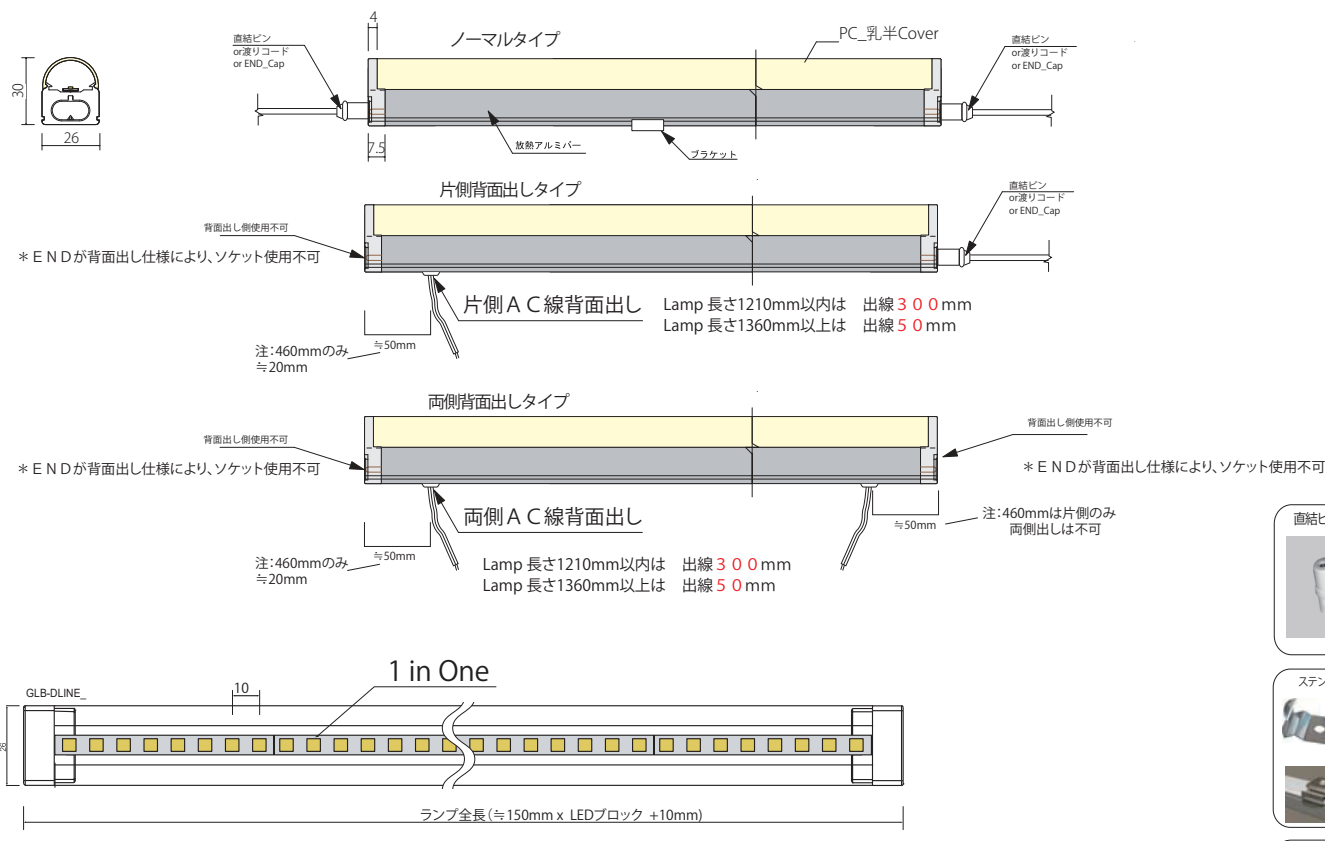 4
ノーマルタイプ
PC_乳半Cover
直結ピン
or渡りコード
or END_Cap
直結ピン
or渡りコード
or END_Cap
30
26
7.5
放熱アルミバー
ブラケット
片側背面出しタイプ
直結ピン
or渡りコード
or END_Cap
背面出し側使用不可
＊ＥＮＤが背面出し仕様により、ソケット使用不可
片側ＡＣ線背面出し
Lamp 長さ1210mm以内は　出線３００mm
Lamp 長さ1360mm以上は　出線５０mm
≒50mm
注：460mmのみ
≒20mm
両側背面出しタイプ
背面出し側使用不可
背面出し側使用不可
＊ＥＮＤが背面出し仕様により、ソケット使用不可
＊ＥＮＤが背面出し仕様により、ソケット使用不可
両側ＡＣ線背面出し
≒50mm
注：460mmのみ
≒20mm
Lamp 長さ1210mm以内は　出線３００mm
Lamp 長さ1360mm以上は　出線５０mm
≒50mm
注：460mmは片側のみ
両側出しは不可
直結ピ
ステン
1 in One
GLB-DLINE_
10
26
ランプ全長（≒150mm x LEDブロック +10mm)